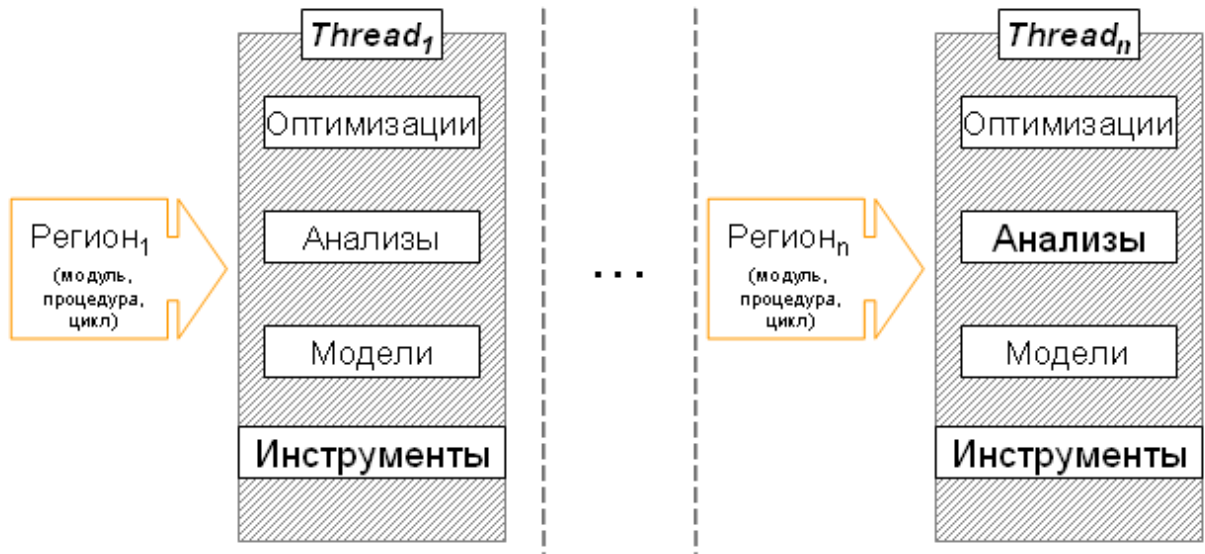 Thread₁
Оптимизации
Анализы
Модели
Инструменты
Регион₁
(модуль,
процедура,
цикл)
...
Threadₙ
Оптимизации
Анализы
Модели
Инструменты
Регионₙ
(модуль,
процедура,
цикл)